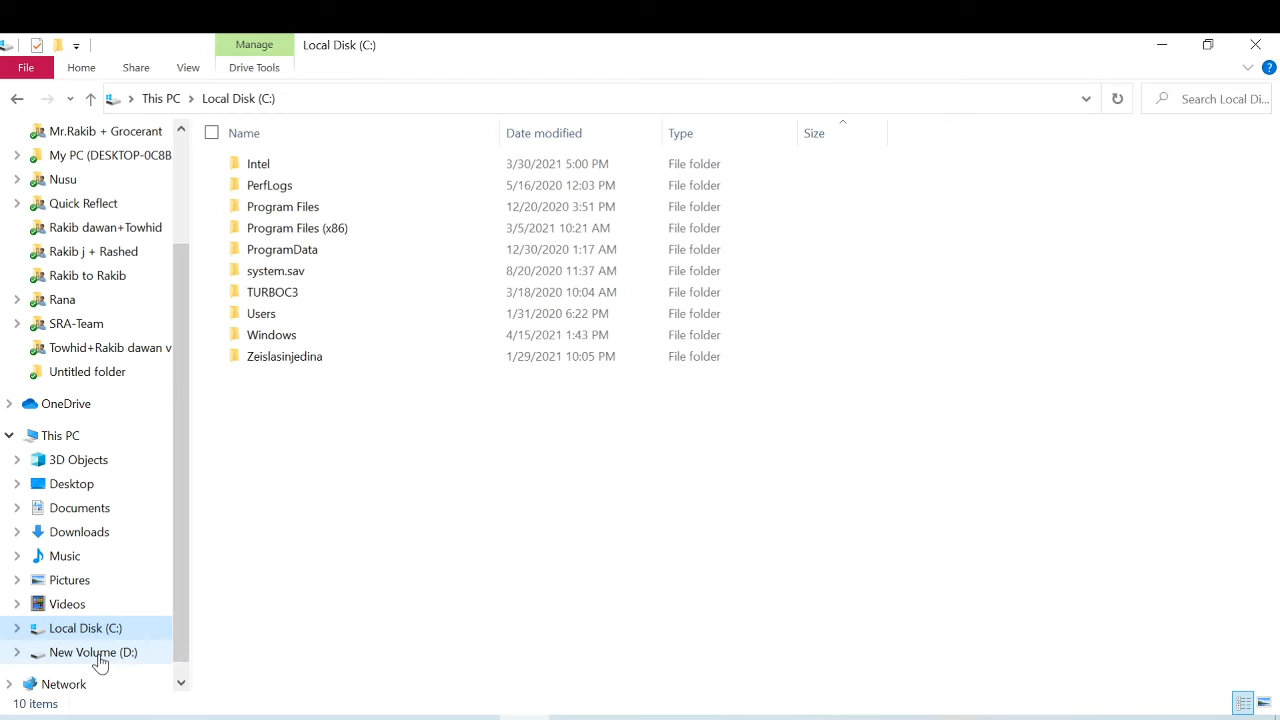 Manage
Local Disk (C:)
File
Home
Share
View
Drive Tools
?
This PC
Local Disk (C:)
Search Local Di...
Mr.Rakib + Grocerant
My PC (DESKTOP-0C8B
Nusu
Quick Reflect
Rakib dawan+Towhid
Rakib j + Rashed
Rakib to Rakib
Rana
SRA-Team
Towhid+Rakib dawan v
Untitled folder
OneDrive
This PC
3D Objects
Desktop
Documents
Downloads
Music
Pictures
Videos
Local Disk (C:)
New Volume (D:)
Network
Name Date modified Type Size
Intel 3/30/2021 5:00 PM File folder
PerfLogs 5/16/2020 12:03 PM File folder
Program Files 12/20/2020 3:51 PM File folder
Program Files (x86) 3/5/2021 10:21 AM File folder
ProgramData 12/30/2020 1:17 AM File folder
system.sav 8/20/2020 11:37 AM File folder
TURBOC3 3/18/2020 10:04 AM File folder
Users 1/31/2020 6:22 PM File folder
Windows 4/15/2021 1:43 PM File folder
Zeislasinjedina 1/29/2021 10:05 PM File folder
10 items